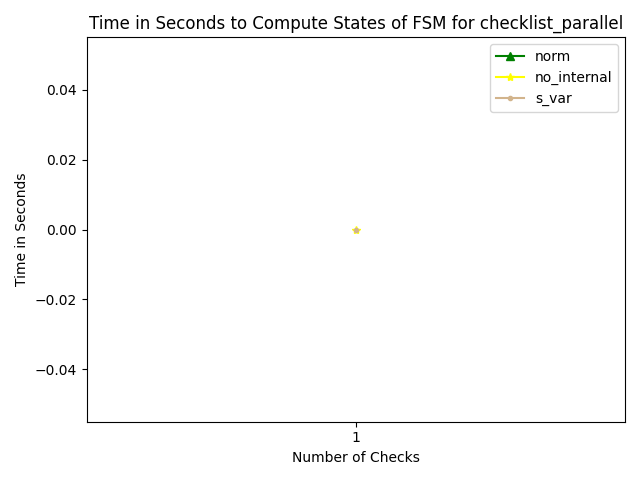 Time in Seconds to Compute States of FSM for checklist_parallel
norm
no_internal
s_var
0.04
0.02
0.00
−0.02
−0.04
Time in Seconds
1
Number of Checks